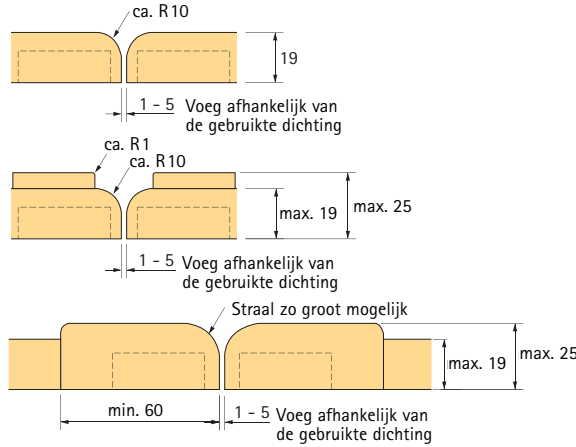 ca. R10
19
1 - 5 Voeg afhankelijk van
de gebruikte dichting
ca. R1
ca. R10
max. 19
max. 25
1 - 5 Voeg afhankelijk van
de gebruikte dichting
Straal zo groot mogelijk
max. 19
max. 25
min. 60
1 - 5 Voeg afhankelijk van
de gebruikte dichting